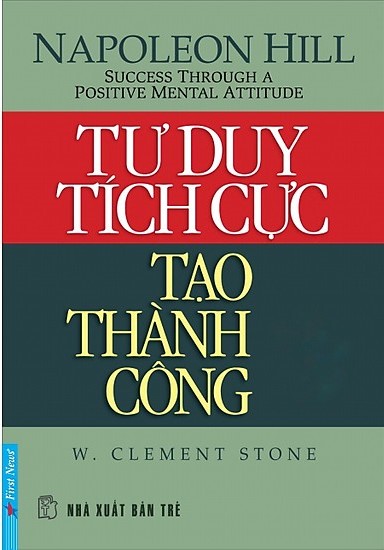 NAPOLEON HILL
SUCCESS THROUGH A
POSITIVE MENTAL ATTITUDE
TƯ DUY
TÍCH CỰC
TẠO
THÀNH
CÔNG
W. CLEMENT STONE
First News
NHÀ XUẤT BẢN TRẺ